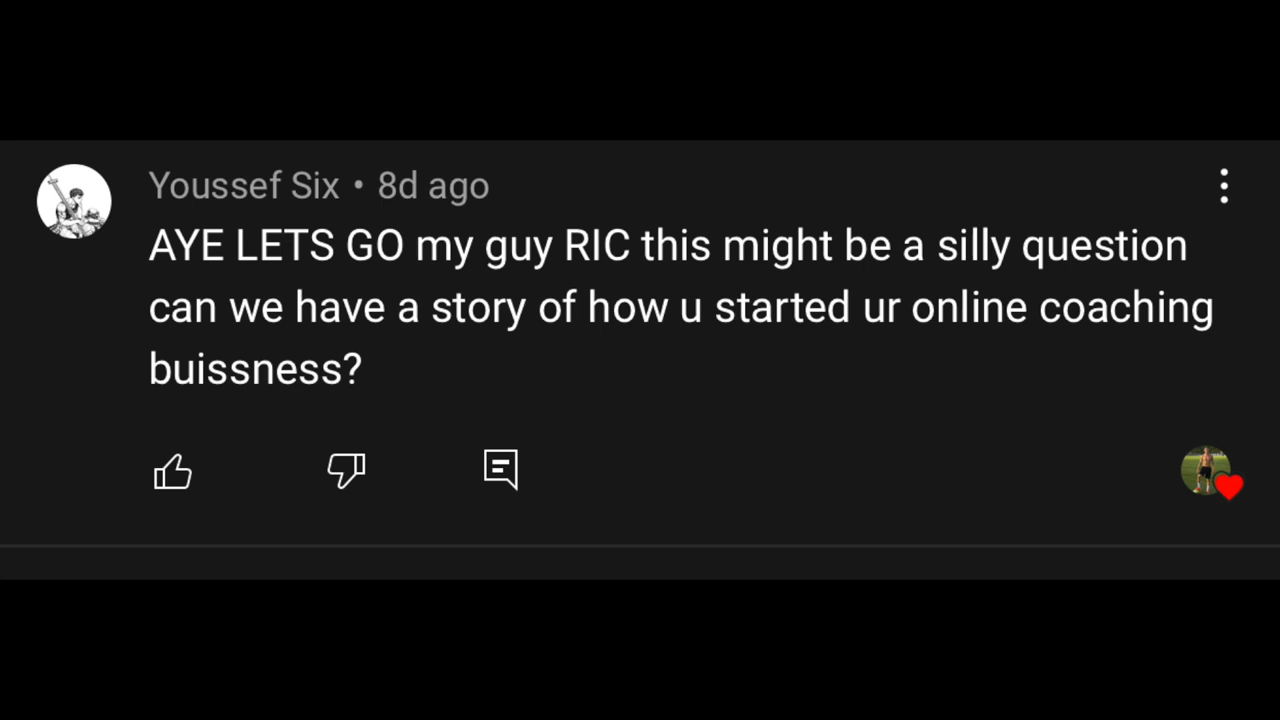 Youssef Six • 8d ago
AYE LETS GO my guy RIC this might be a silly question
can we have a story of how u started ur online coaching
buissness?